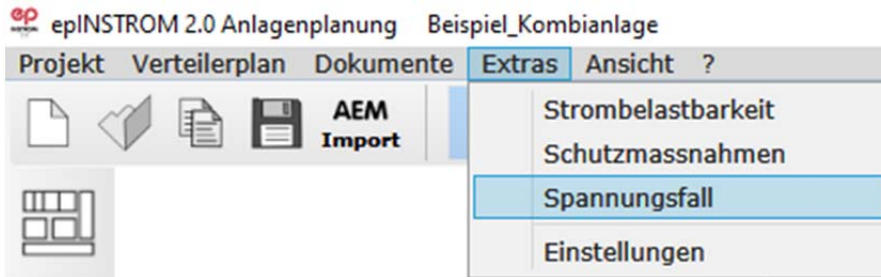 ep epINSTROM 2.0 Anlagenplanung Beispiel_Kombianlage
Projekt Verteilerplan Dokumente Extras Ansicht ?
AEM
Import
Strombelastbarkeit
Schutzmassnahmen
Spannungsfall
Einstellungen